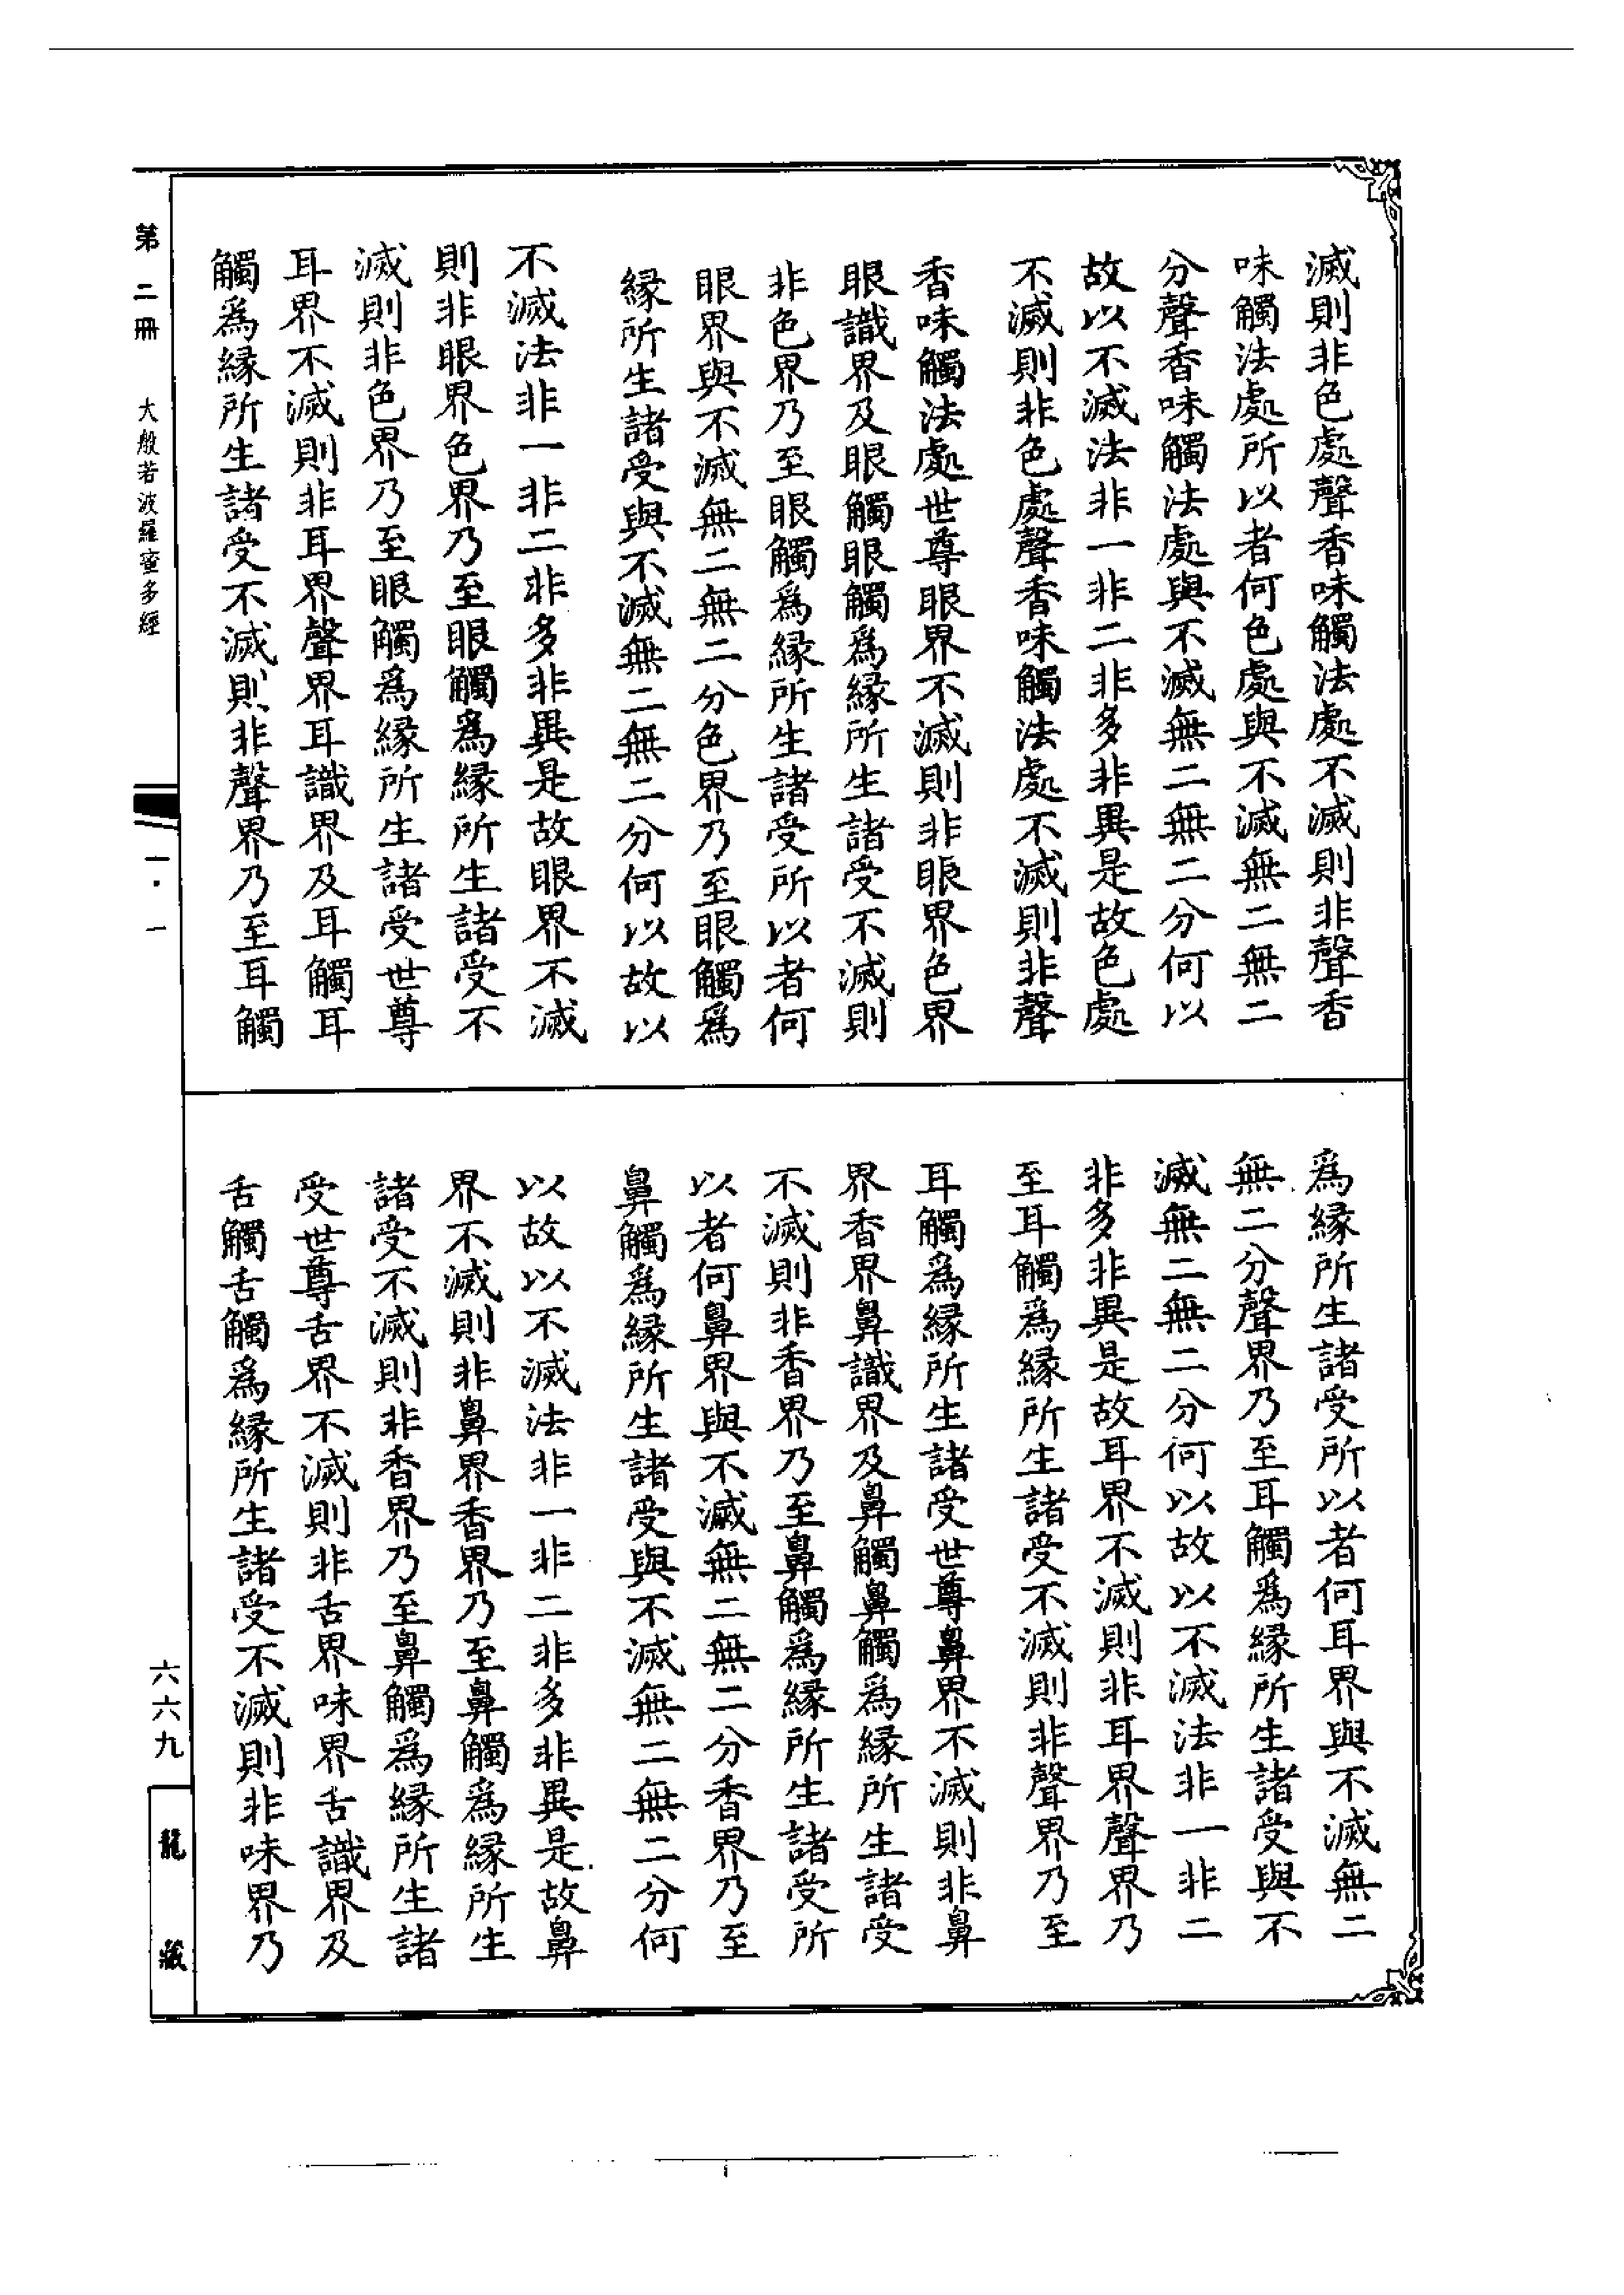 滅則非色處聲香味觸法處不滅則非聲香
味觸法處所以者何色處與不滅無二無二
分聲香味觸法處與不滅無二無二分何以
故以不滅法非一非二非多非異是故色處
不滅則非色處聲香味觸法處不滅則非聲
香味觸法處世尊眼界不滅則非眼界色界
眼識界及眼觸眼觸為緣所生諸受不滅則
非色界乃至眼觸為緣所生諸受所以者何
眼界與不滅無二無二分色界乃至眼觸為
緣所生諸受與不滅無二無二分何以故以
不滅法非一非二非多非異是故眼界不滅
則非眼界色界乃至眼觸為緣所生諸受不
滅則非色界乃至眼觸為緣所生諸受世尊
耳界不滅則非耳界聲界耳識界及耳觸耳
觸為緣所生諸受不滅則非聲界乃至耳觸
為緣所生諸受所以者何耳界與不滅無二
無二分聲界乃至耳觸為緣所生諸受與不
滅無二無二分何以故以不滅法非一非二
非多非異是故耳界不滅則非耳界聲界乃
至耳觸為緣所生諸受不滅則非聲界乃至
耳觸為緣所生諸受世尊鼻界不滅則非鼻
界香界鼻識界及鼻觸鼻觸為緣所生諸受
不滅則非香界乃至鼻觸為緣所生諸受所
以者何鼻界與不滅無二無二分香界乃至
鼻觸為緣所生諸受與不滅無二無二分何
以故以不滅法非一非二非多非異是故鼻
界不滅則非鼻界香界乃至鼻觸為緣所生
諸受不滅則非香界乃至鼻觸為緣所生諸
受世尊舌界不滅則非舌界味界舌識界及
舌觸舌觸為緣所生諸受不滅則非味界乃
第二冊 大般若波羅蜜多經
一·一
六六九
龍藏